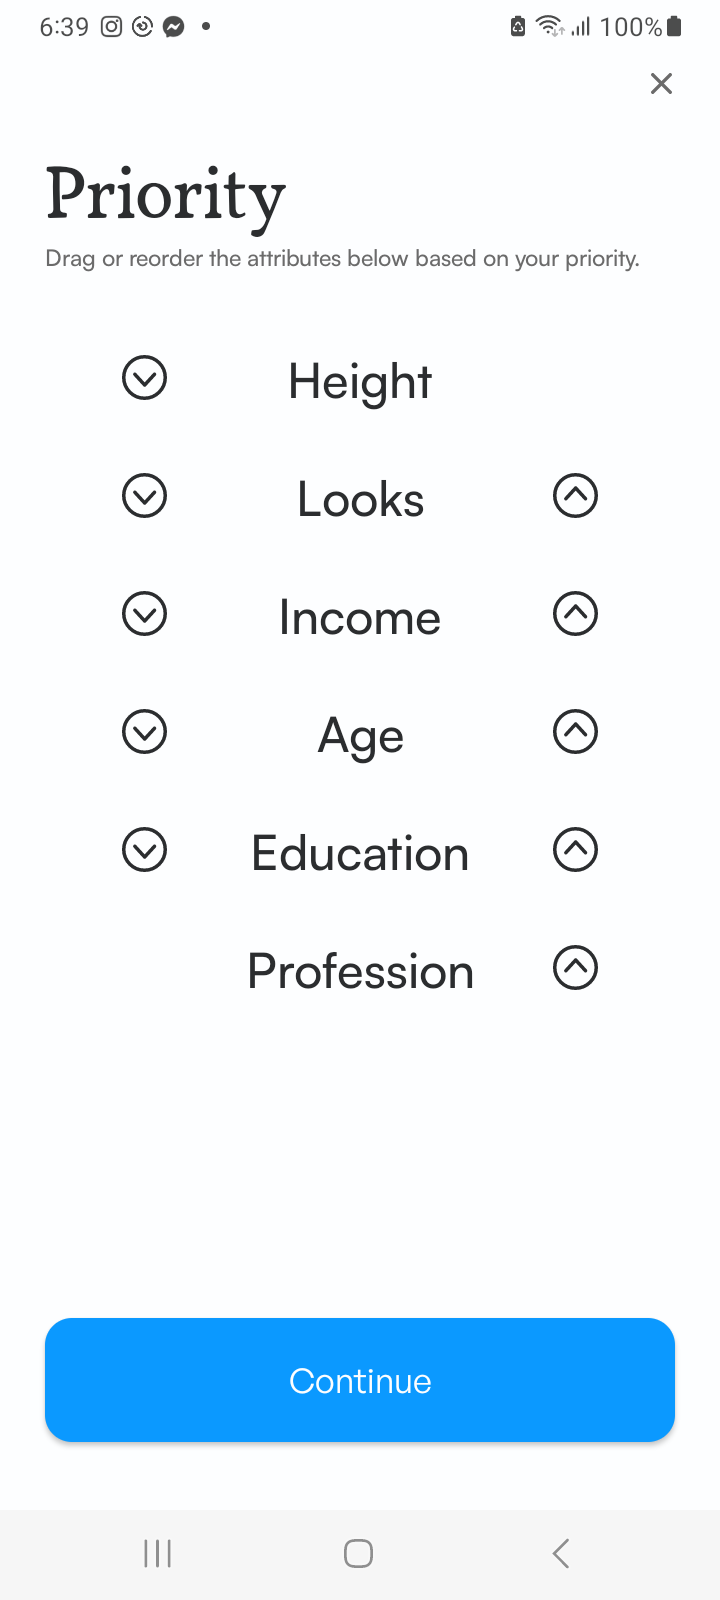 6:39 100%
Priority
Drag or reorder the attributes below based on your priority.
Height
Looks
Income
Age
Education
Profession
Continue